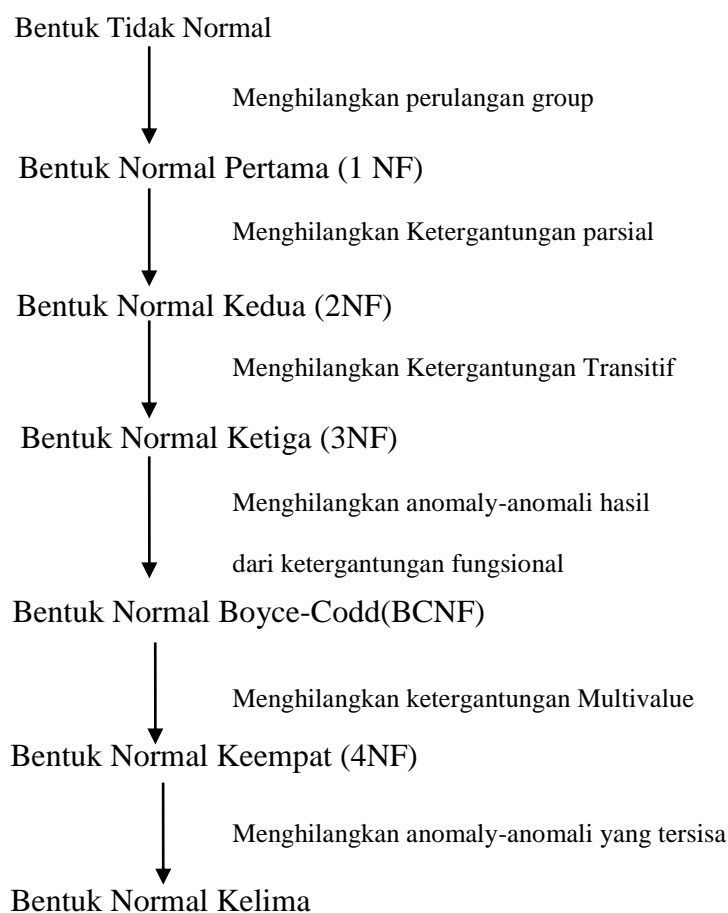 Bentuk Tidak Normal
Menghilangkan perulangan group
Bentuk Normal Pertama (1 NF)
Menghilangkan Ketergantungan parsial
Bentuk Normal Kedua (2NF)
Menghilangkan Ketergantungan Transitif
Bentuk Normal Ketiga (3NF)
Menghilangkan anomaly-anomali hasil
dari ketergantungan fungsional
Bentuk Normal Boyce-Codd(BCNF)
Menghilangkan ketergantungan Multivalue
Bentuk Normal Keempat (4NF)
Menghilangkan anomaly-anomali yang tersisa
Bentuk Normal Kelima